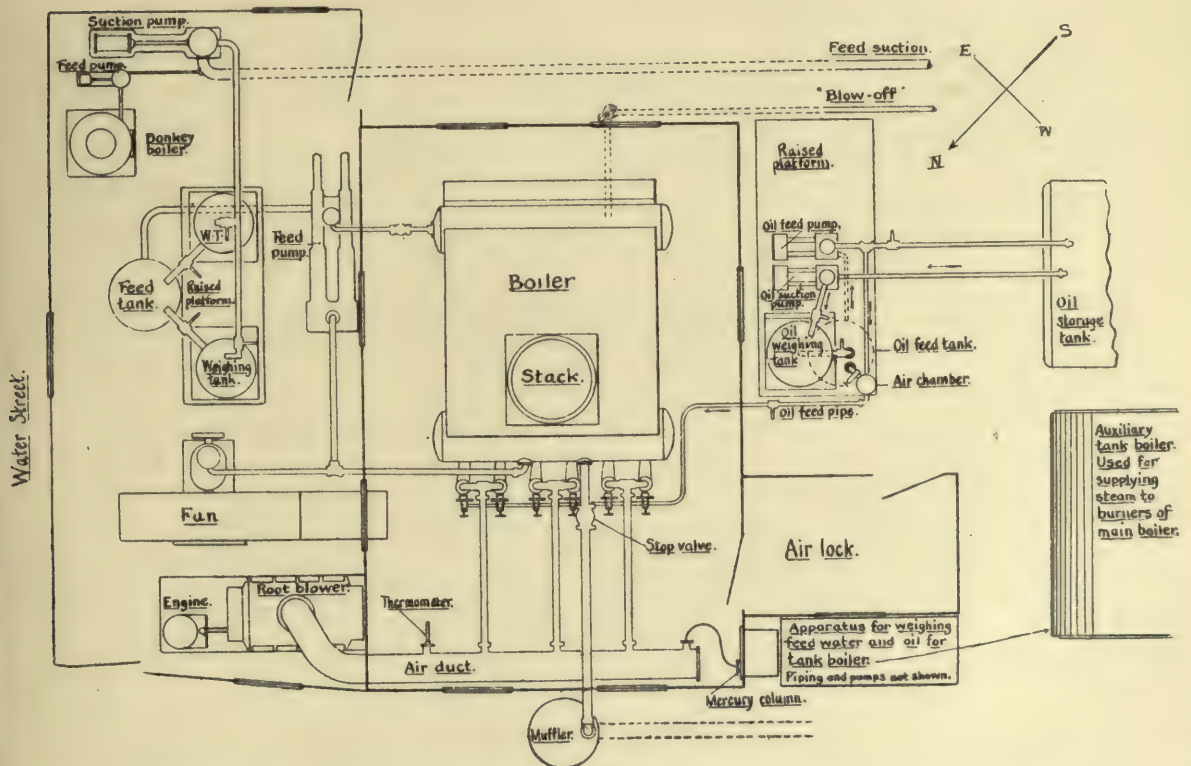 Suction pump.
Feed pump.
Donkey
boiler.
Feed suction.
"Blow-off"
E
S
W
N
Raised
platform.
Oil feed pump.
Oil suction
pump.
Oil
weighing
tank
Oil feed tank.
Air chamber.
Oil feed pipe.
Oil
storage
tank.
W.T.
Feed
tank.
Raised
platform.
Weighing
tank.
Feed
pump.
Boiler
Stack.
Water Street.
Fan
Stop valve.
Air lock.
Auxiliary
tank boiler.
Used for
supplying
steam to
burners of
main boiler.
Engine.
Root blower.
Thermometer.
Air duct.
Mercury column.
Muffler.
Apparatus for weighing
feed water and oil for
tank boiler.
Piping and pumps not shown.